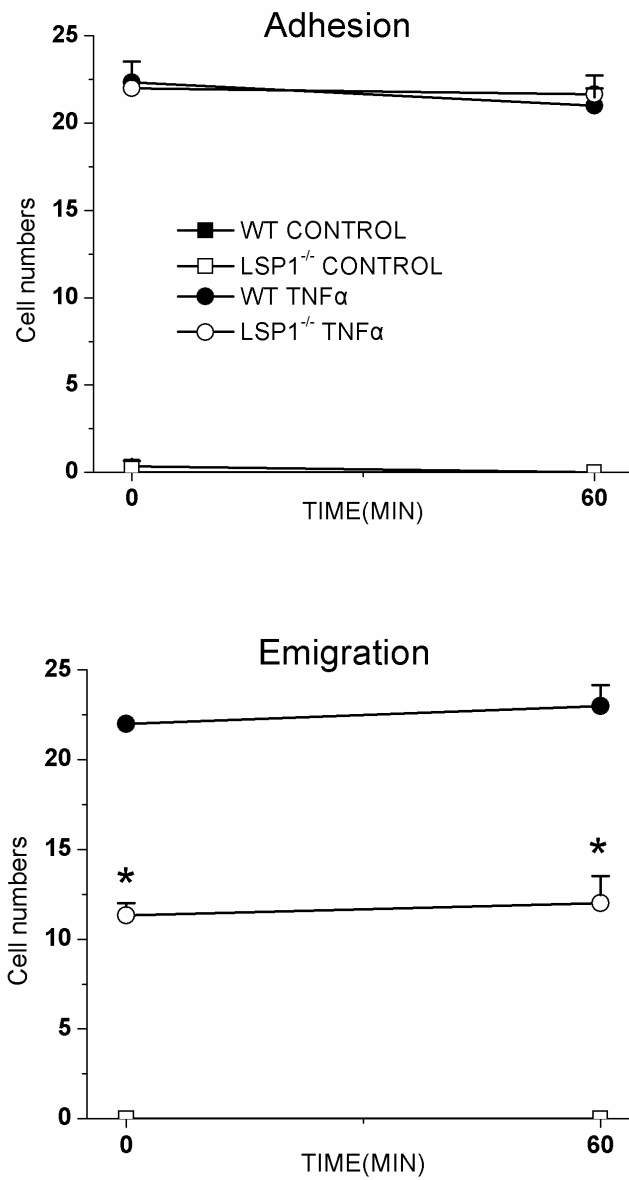 Adhesion
25
20
15
10
5
0
Cell numbers
WT CONTROL
LSP1-/- CONTROL
WT TNFα
LSP1-/- TNFα
0
60
TIME(MIN)
Emigration
25
20
15
10
5
0
Cell numbers
*
*
0
60
TIME(MIN)